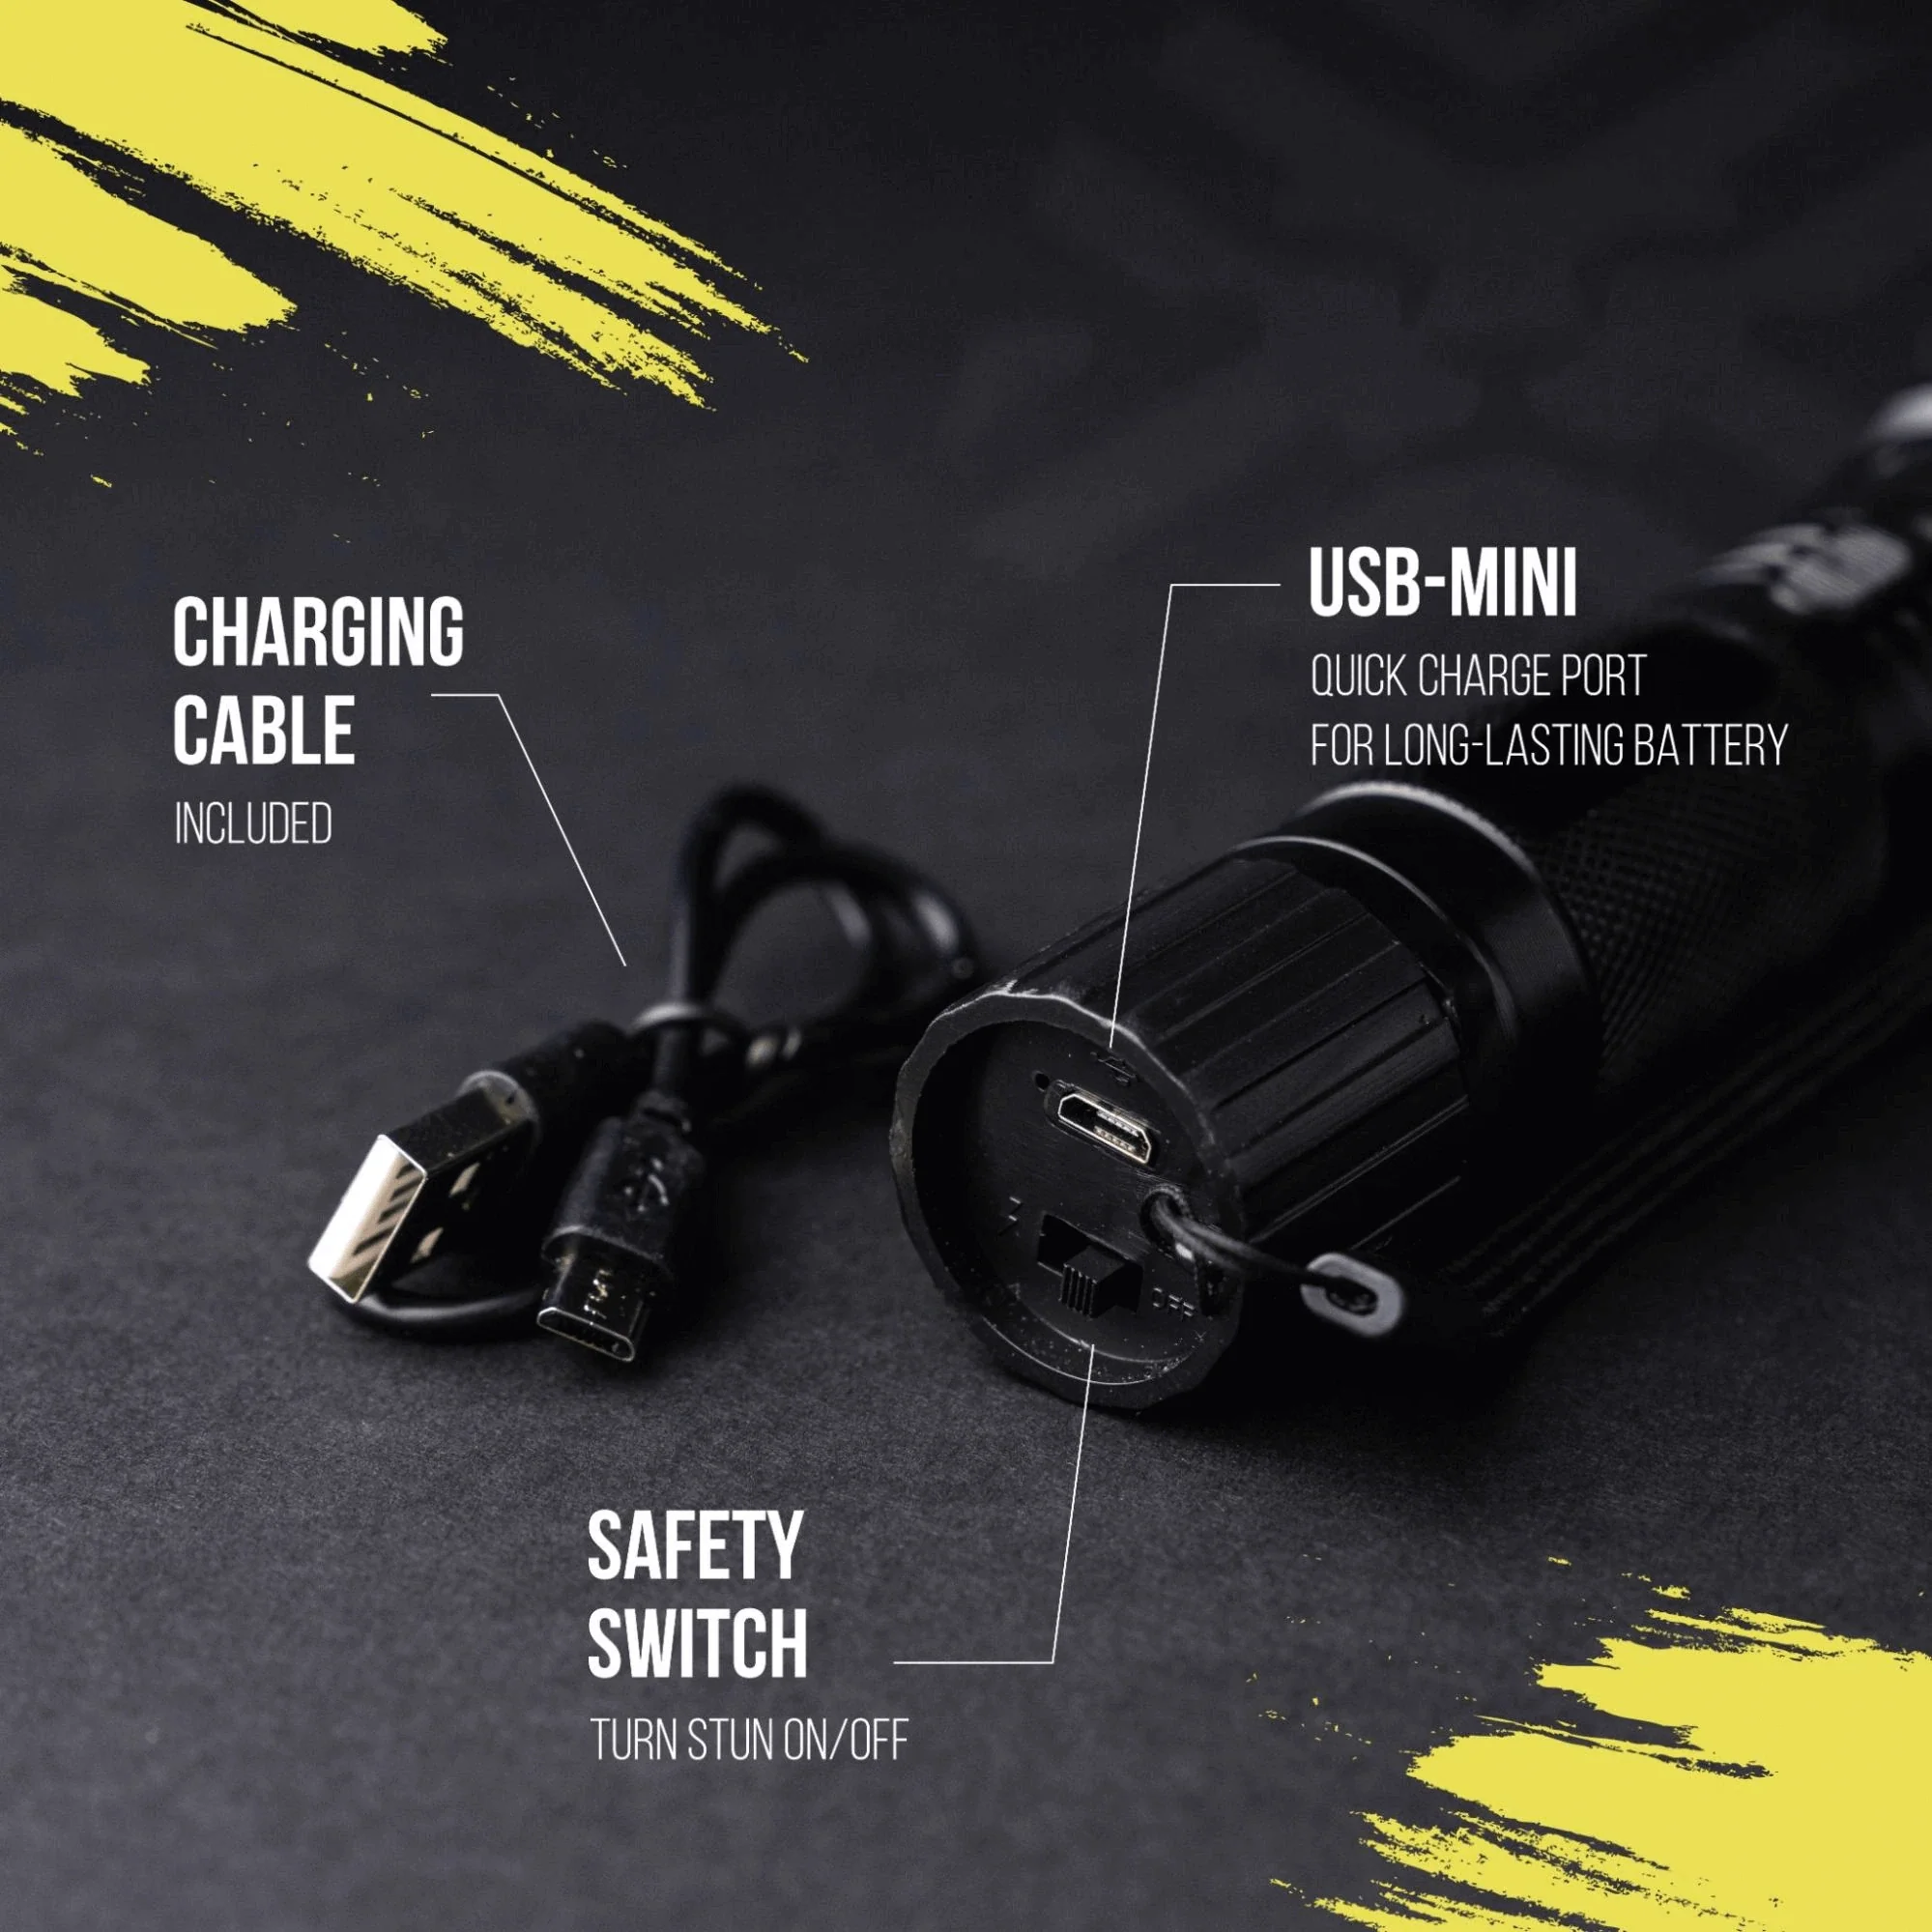 CHARGING
CABLE
INCLUDED
USB-MINI
QUICK CHARGE PORT
FOR LONG-LASTING BATTERY
OFF
SAFETY
SWITCH
TURN STUN ON/OFF